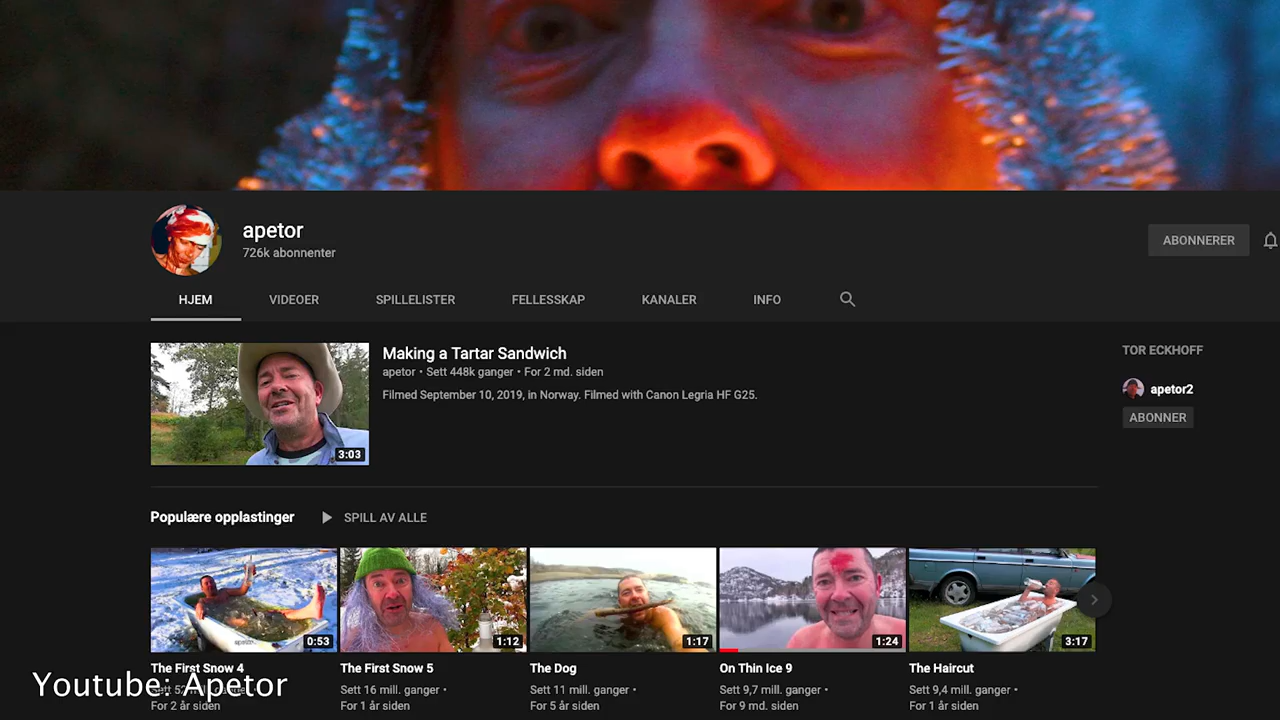 apetor
726k abonnenter
ABONNERER
HJEM VIDEOER SPILLELISTER FELLESSKAP KANALER INFO
Making a Tartar Sandwich
apetor • Sett 448k ganger • For 2 md. siden
Filmed September 10, 2019, in Norway. Filmed with Canon Legria HF G25.
3:03
TOR ECKHOFF
apetor2
ABONNER
Populære opplastinger SPILL AV ALLE
0:53 1:12 1:17 1:24 3:17
The First Snow 4
For 2 år siden
The First Snow 5
Sett 16 mill. ganger •
For 1 år siden
The Dog
Sett 11 mill. ganger •
For 5 år siden
On Thin Ice 9
Sett 9,7 mill. ganger •
For 9 md. siden
The Haircut
Sett 9,4 mill. ganger •
For 1 år siden
Youtube: Apetor